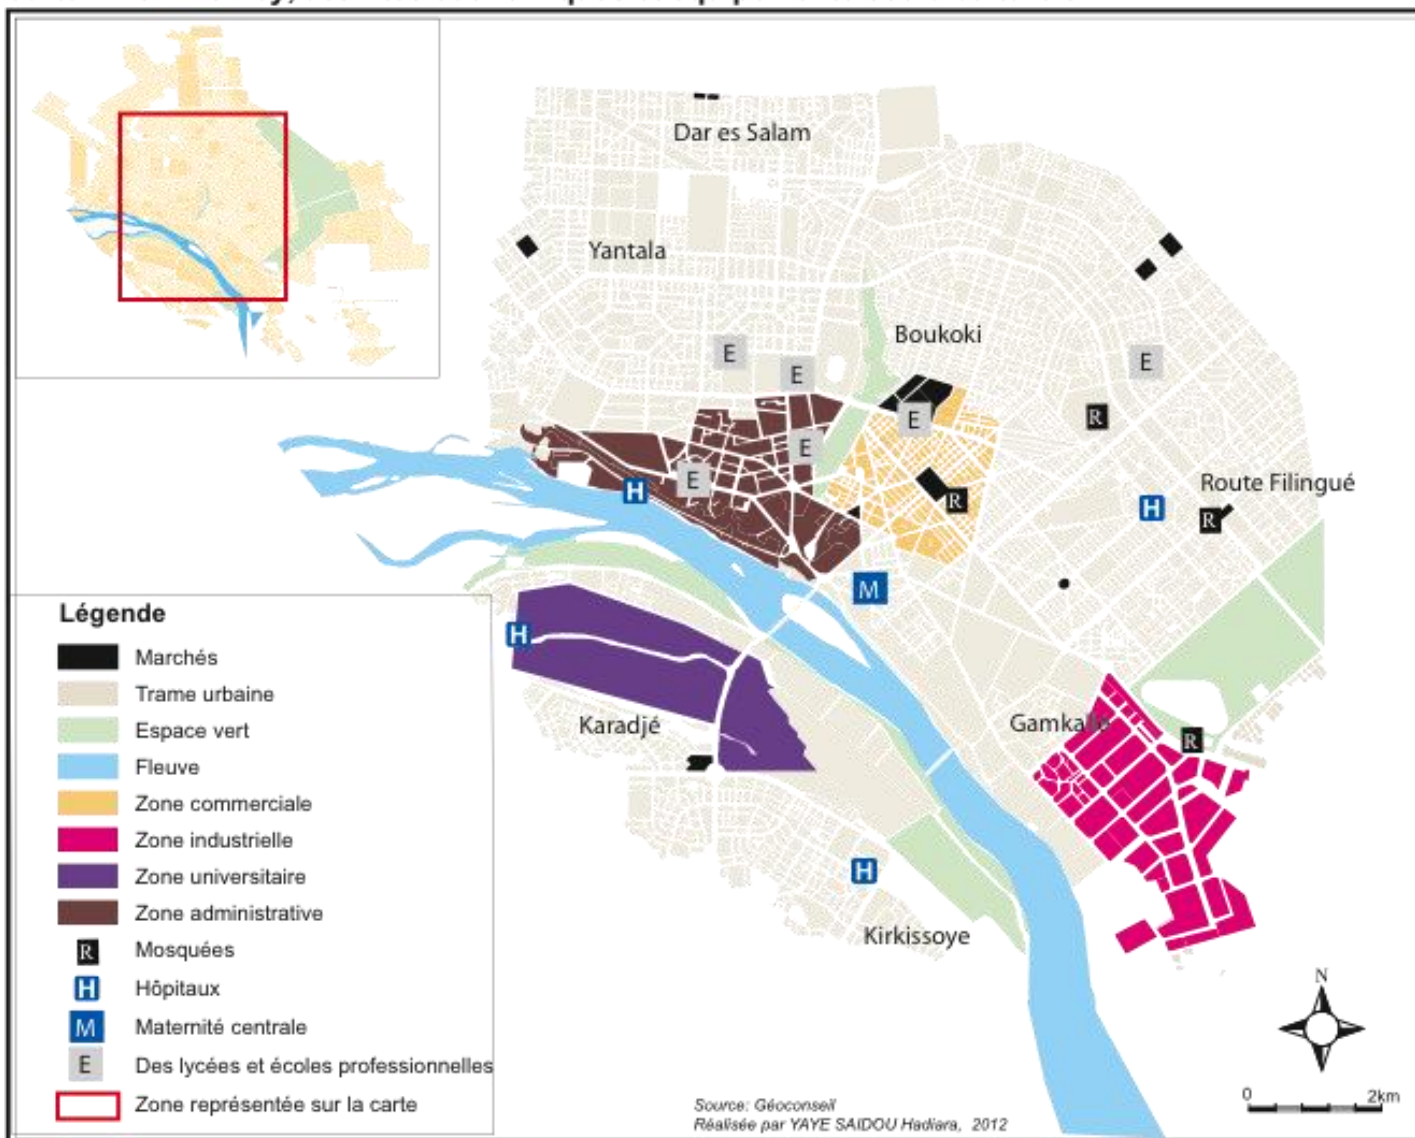 Dar es Salam
Yantala
Boukoki
E
E
E
E
R
E
E
Route Filingué
H
R
H
R
M
H
Karadjé
Gamkallé
R
H
Kirkissoye
Légende
Marchés
Trame urbaine
Espace vert
Fleuve
Zone commerciale
Zone industrielle
Zone universitaire
Zone administrative
R Mosquées
H Hôpitaux
M Maternité centrale
E Des lycées et écoles professionnelles
Zone représentée sur la carte
N
0 2km
Source: Géoconseil
Réalisée par YAYE SAIDOU Hadiara, 2012